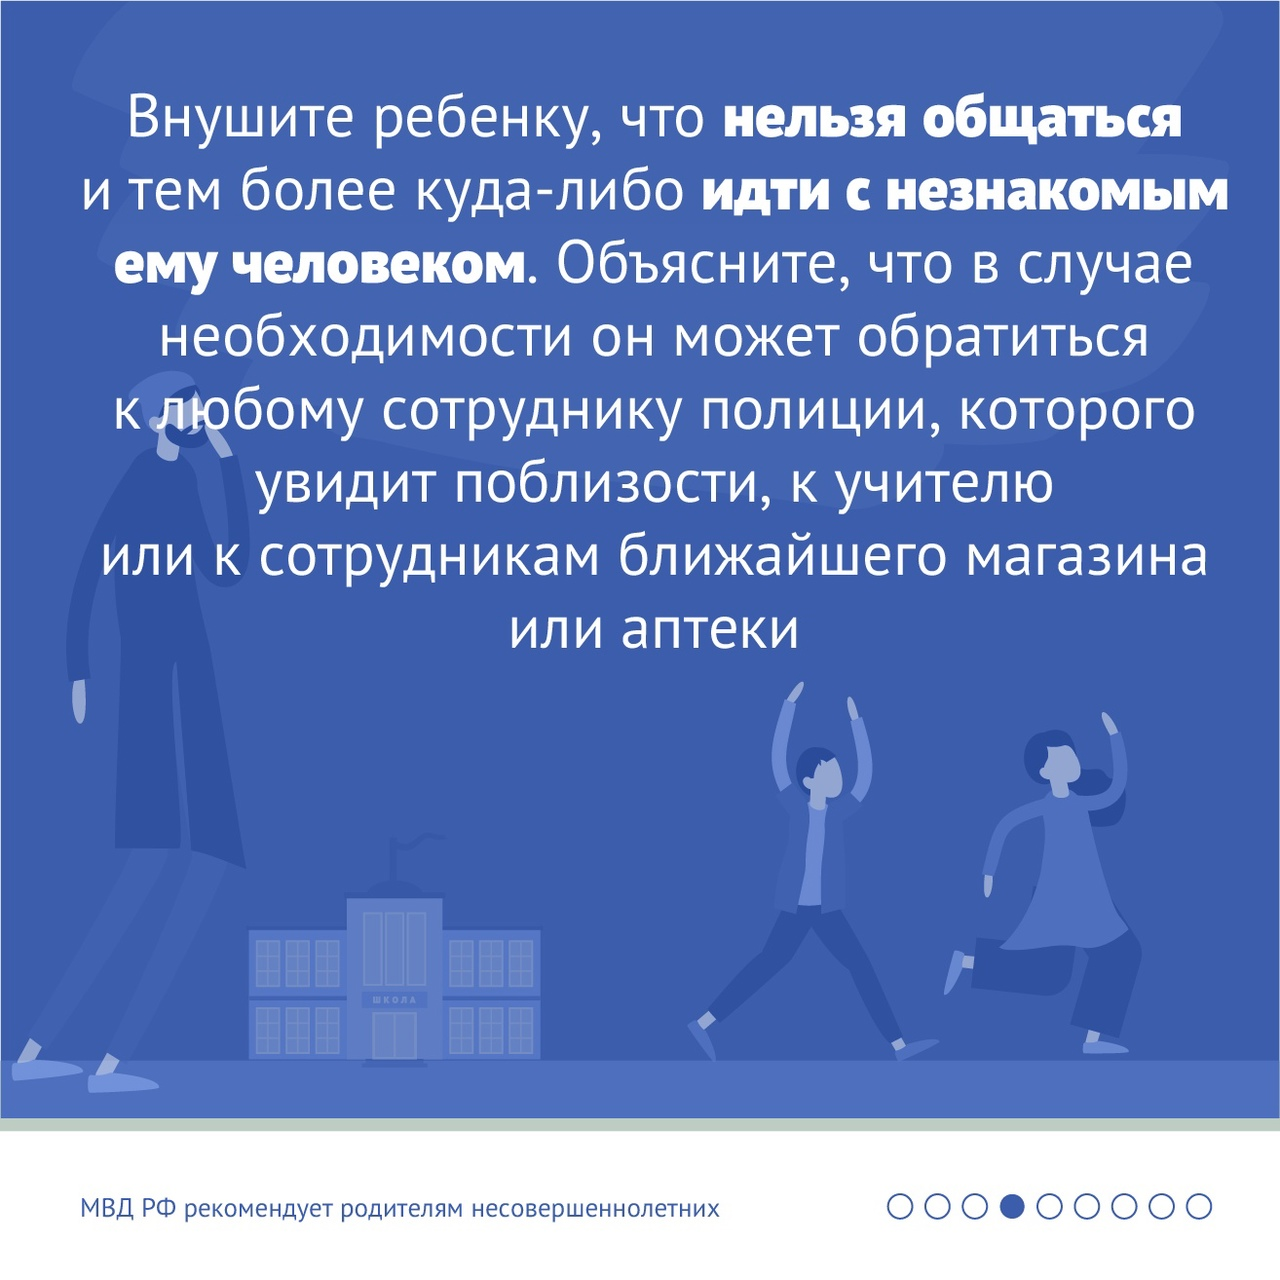 Внушите ребенку, что нельзя общаться
и тем более куда-либо идти с незнакомым
ему человеком. Объясните, что в случае
необходимости он может обратиться
к любому сотруднику полиции, которого
увидит поблизости, к учителю
или к сотрудникам ближайшего магазина
или аптеки
ШКОЛА
МВД РФ рекомендует родителям несовершеннолетних